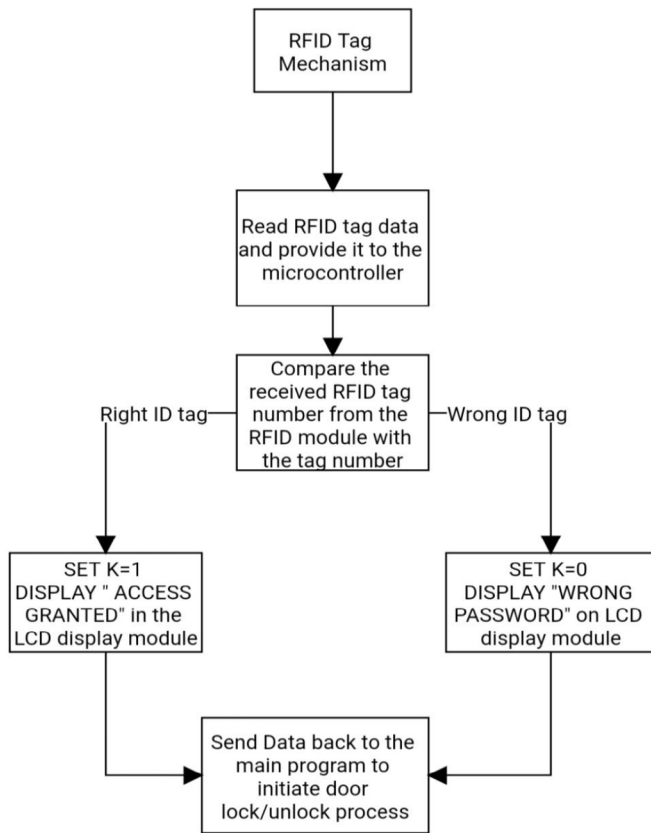 RFID Tag
Mechanism
Read RFID tag data
and provide it to the
microcontroller
Compare the
received RFID tag
number from the
RFID module with
the tag number
Right ID tag
Wrong ID tag
SET K=1
DISPLAY " ACCESS
GRANTED" in the
LCD display module
SET K=0
DISPLAY "WRONG
PASSWORD" on LCD
display module
Send Data back to the
main program to
initiate door
lock/unlock process